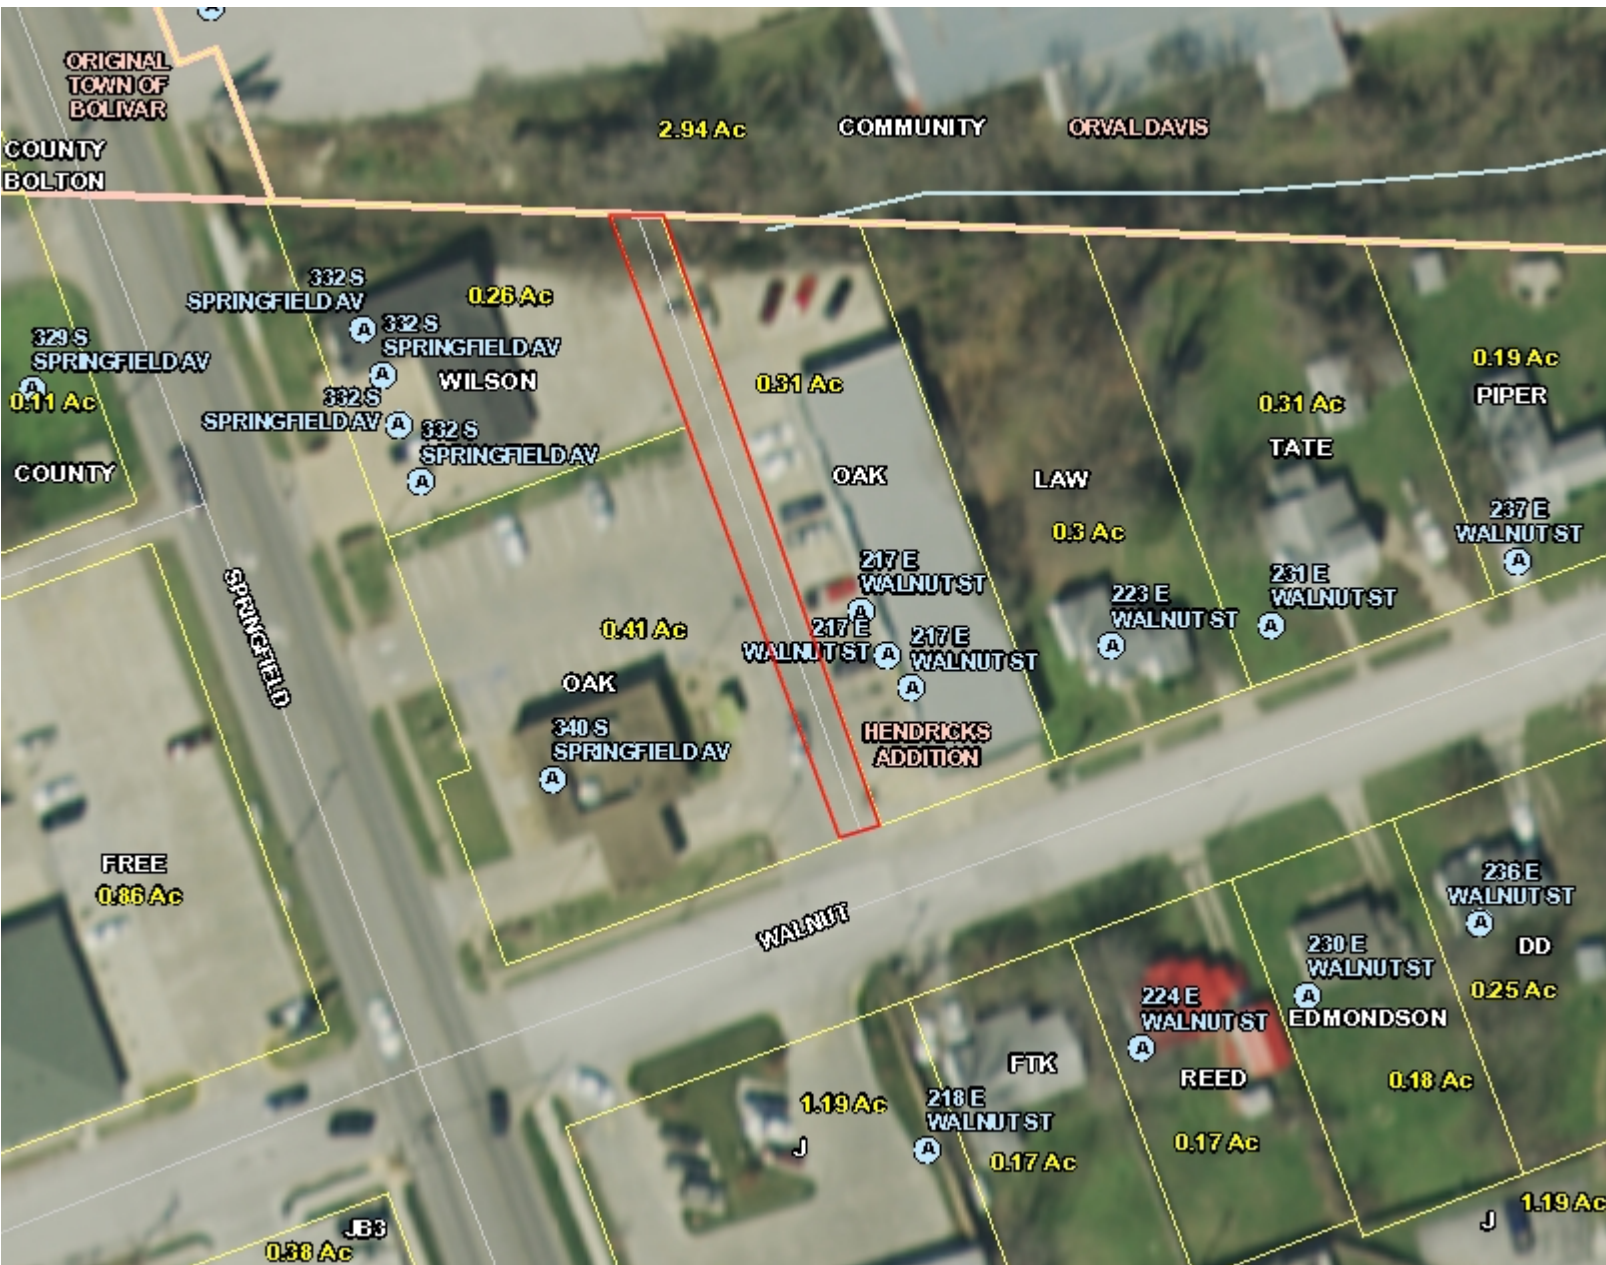 A
ORIGINAL
TOWN OF
BOLIVAR
COUNTY
BOLTON
2.94 Ac
COMMUNITY
ORVAL DAVIS
332 S
SPRINGFIELD AV
A
0.26 Ac
332 S
SPRINGFIELD AV
A
WILSON
332 S
SPRINGFIELD AV
A
332 S
SPRINGFIELD AV
A
329 S
SPRINGFIELD AV
A
0.11 Ac
COUNTY
0.31 Ac
OAK
LAW
0.3 Ac
0.31 Ac
TATE
0.19 Ac
PIPER
237 E
WALNUT ST
A
217 E
WALNUT ST
A
217 E
WALNUT ST
A
217 E
WALNUT ST
A
223 E
WALNUT ST
A
231 E
WALNUT ST
A
SPRINGFIELD
0.41 Ac
OAK
340 S
SPRINGFIELD AV
A
HENDRICKS
ADDITION
FREE
0.86 Ac
WALNUT
236 E
WALNUT ST
A
DD
0.25 Ac
230 E
WALNUT ST
A
EDMONDSON
0.18 Ac
224 E
WALNUT ST
A
REED
0.17 Ac
FTK
218 E
WALNUT ST
A
0.17 Ac
1.19 Ac
J
JB3
0.38 Ac
1.19 Ac
J